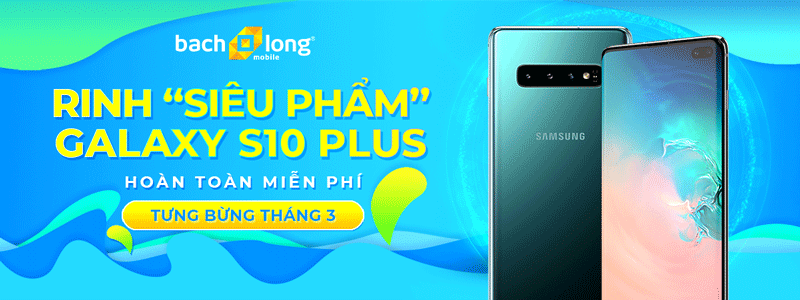 bach long®
mobile
RINH “SIÊU PHẨM”
GALAXY S10 PLUS
HOÀN TOÀN MIỄN PHÍ
TƯNG BỪNG THÁNG 3
SAMSUNG